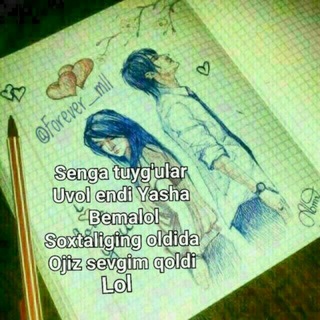 @Forever_mll
Senga tuyg'ular
Uvol endi Yasha
Bemalol
Soxtaliging oldida
Ojiz sevgim qoldi
Lol